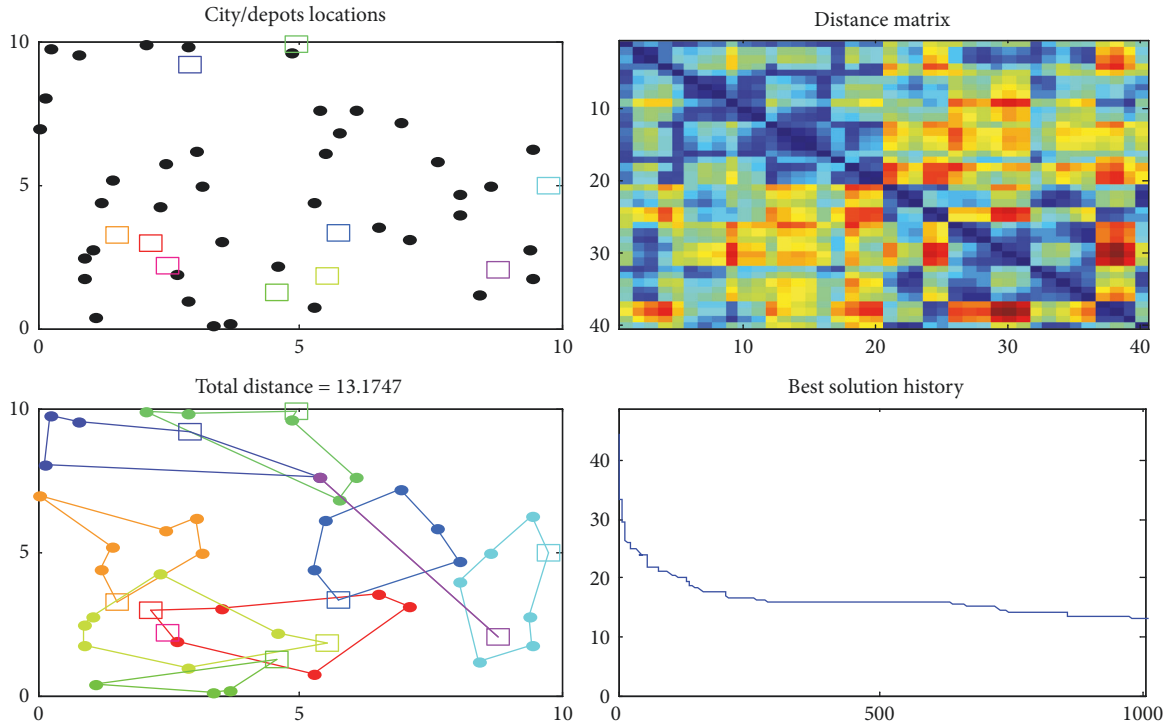 City/depots locations
10
5
0
0 5 10
Distance matrix
10
20
30
40
10 20 30 40
Total distance = 13.1747
10
5
0
0 5 10
Best solution history
40
30
20
10
0
0 500 1000